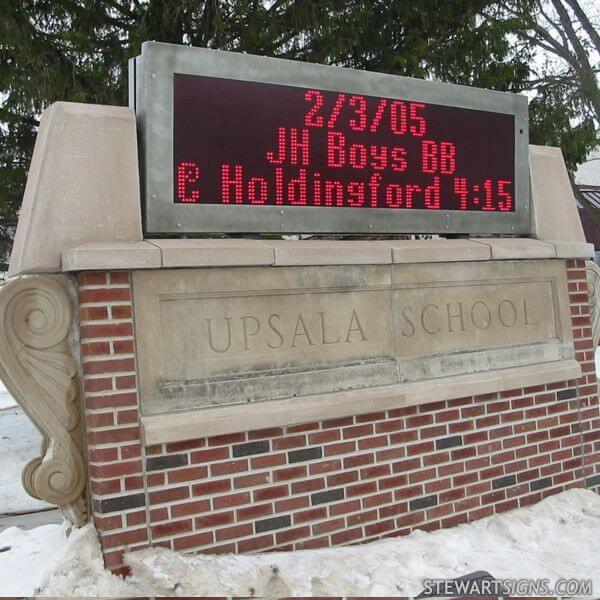 2/3/05
JH Boys BB
@ Holdingford 4:15
UPSALA SCHOOL
STEWARTSIGNS.COM